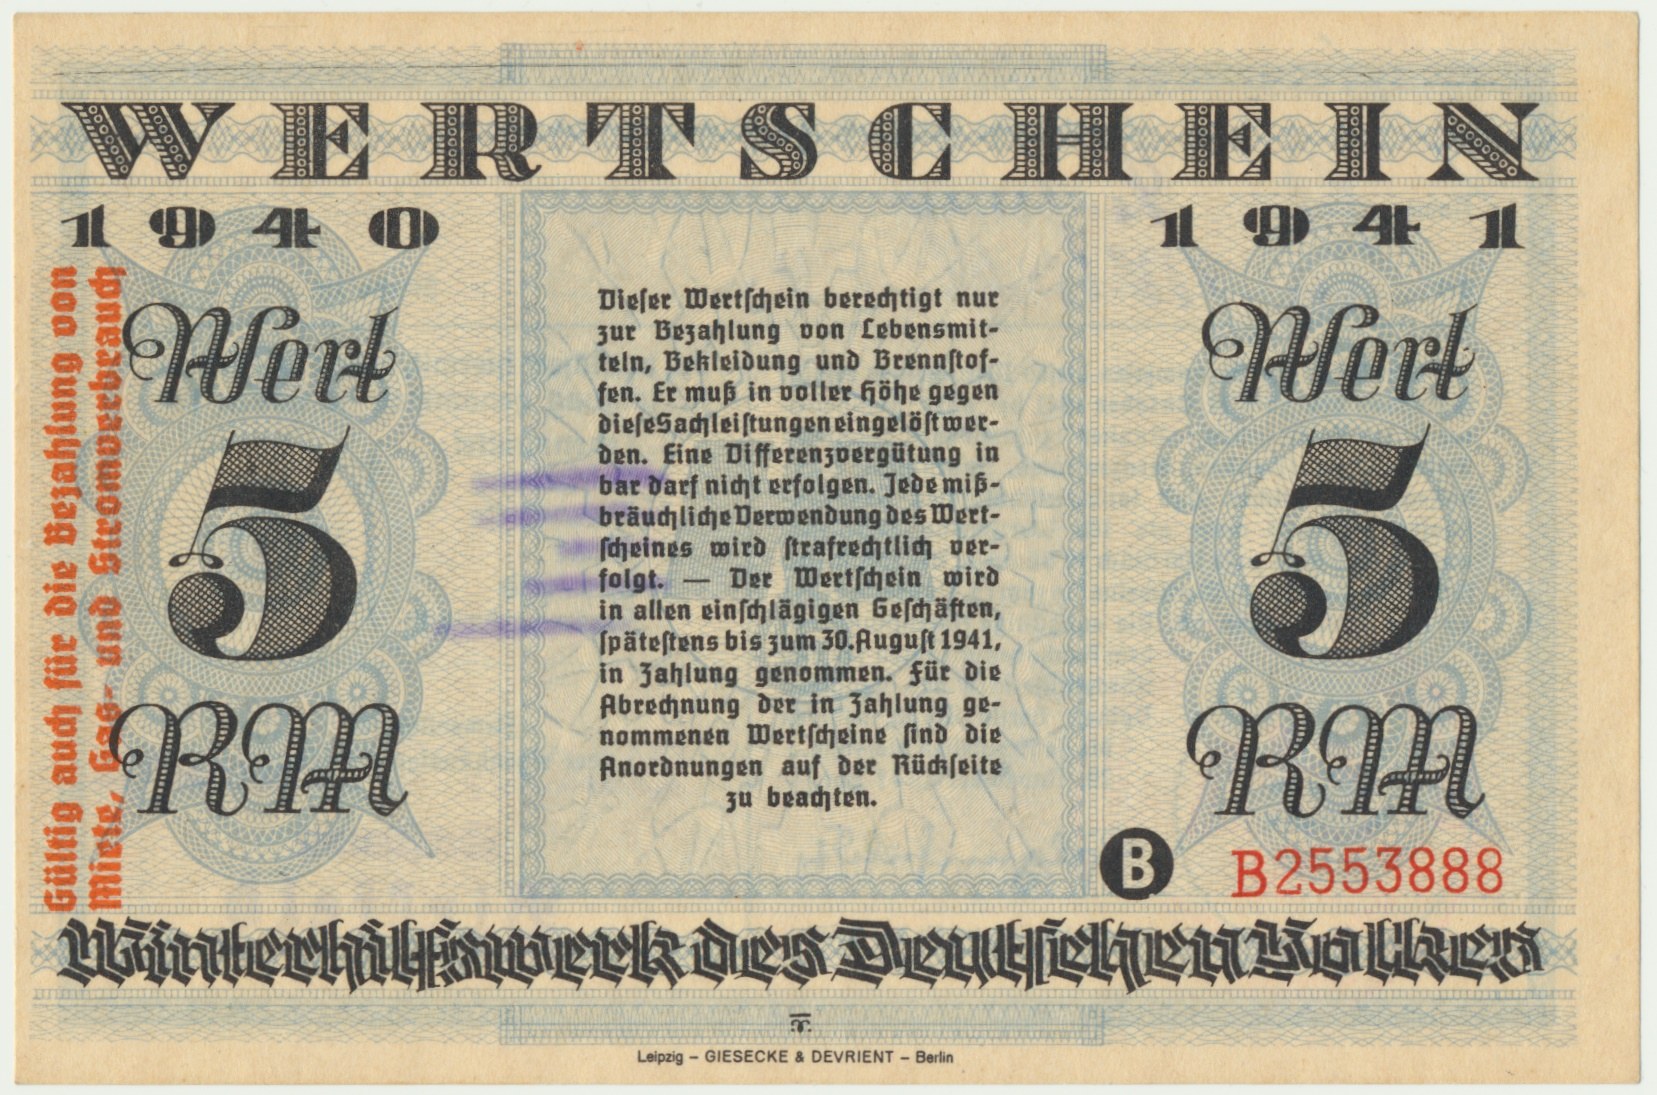 WERTSCHEIN
1940 1941
Gültig auch für die Bezahlung von
Miete, Gas- und Stromverbrauch
Wert
5
RM
Dieser Wertschein berechtigt nur
zur Bezahlung von Lebensmit-
teln, Bekleidung und Brennstof-
fen. Er muß in voller Höhe gegen
diese Sachleistungen eingelöst wer-
den. Eine Differenzvergütung in
bar darf nicht erfolgen. Jede miß-
bräuchliche Verwendung des Wert-
scheines wird strafrechtlich ver-
folgt. — Der Wertschein wird
in allen einschlägigen Geschäften,
spätestens bis zum 30. August 1941,
in Zahlung genommen. Für die
Abrechnung der in Zahlung ge-
nommenen Wertscheine sind die
Anordnungen auf der Rückseite
zu beachten.
Wert
5
RM
B B2553888
Winterhilfswerk des Deutschen Volkes
Leipzig – GIESECKE & DEVRIENT – Berlin